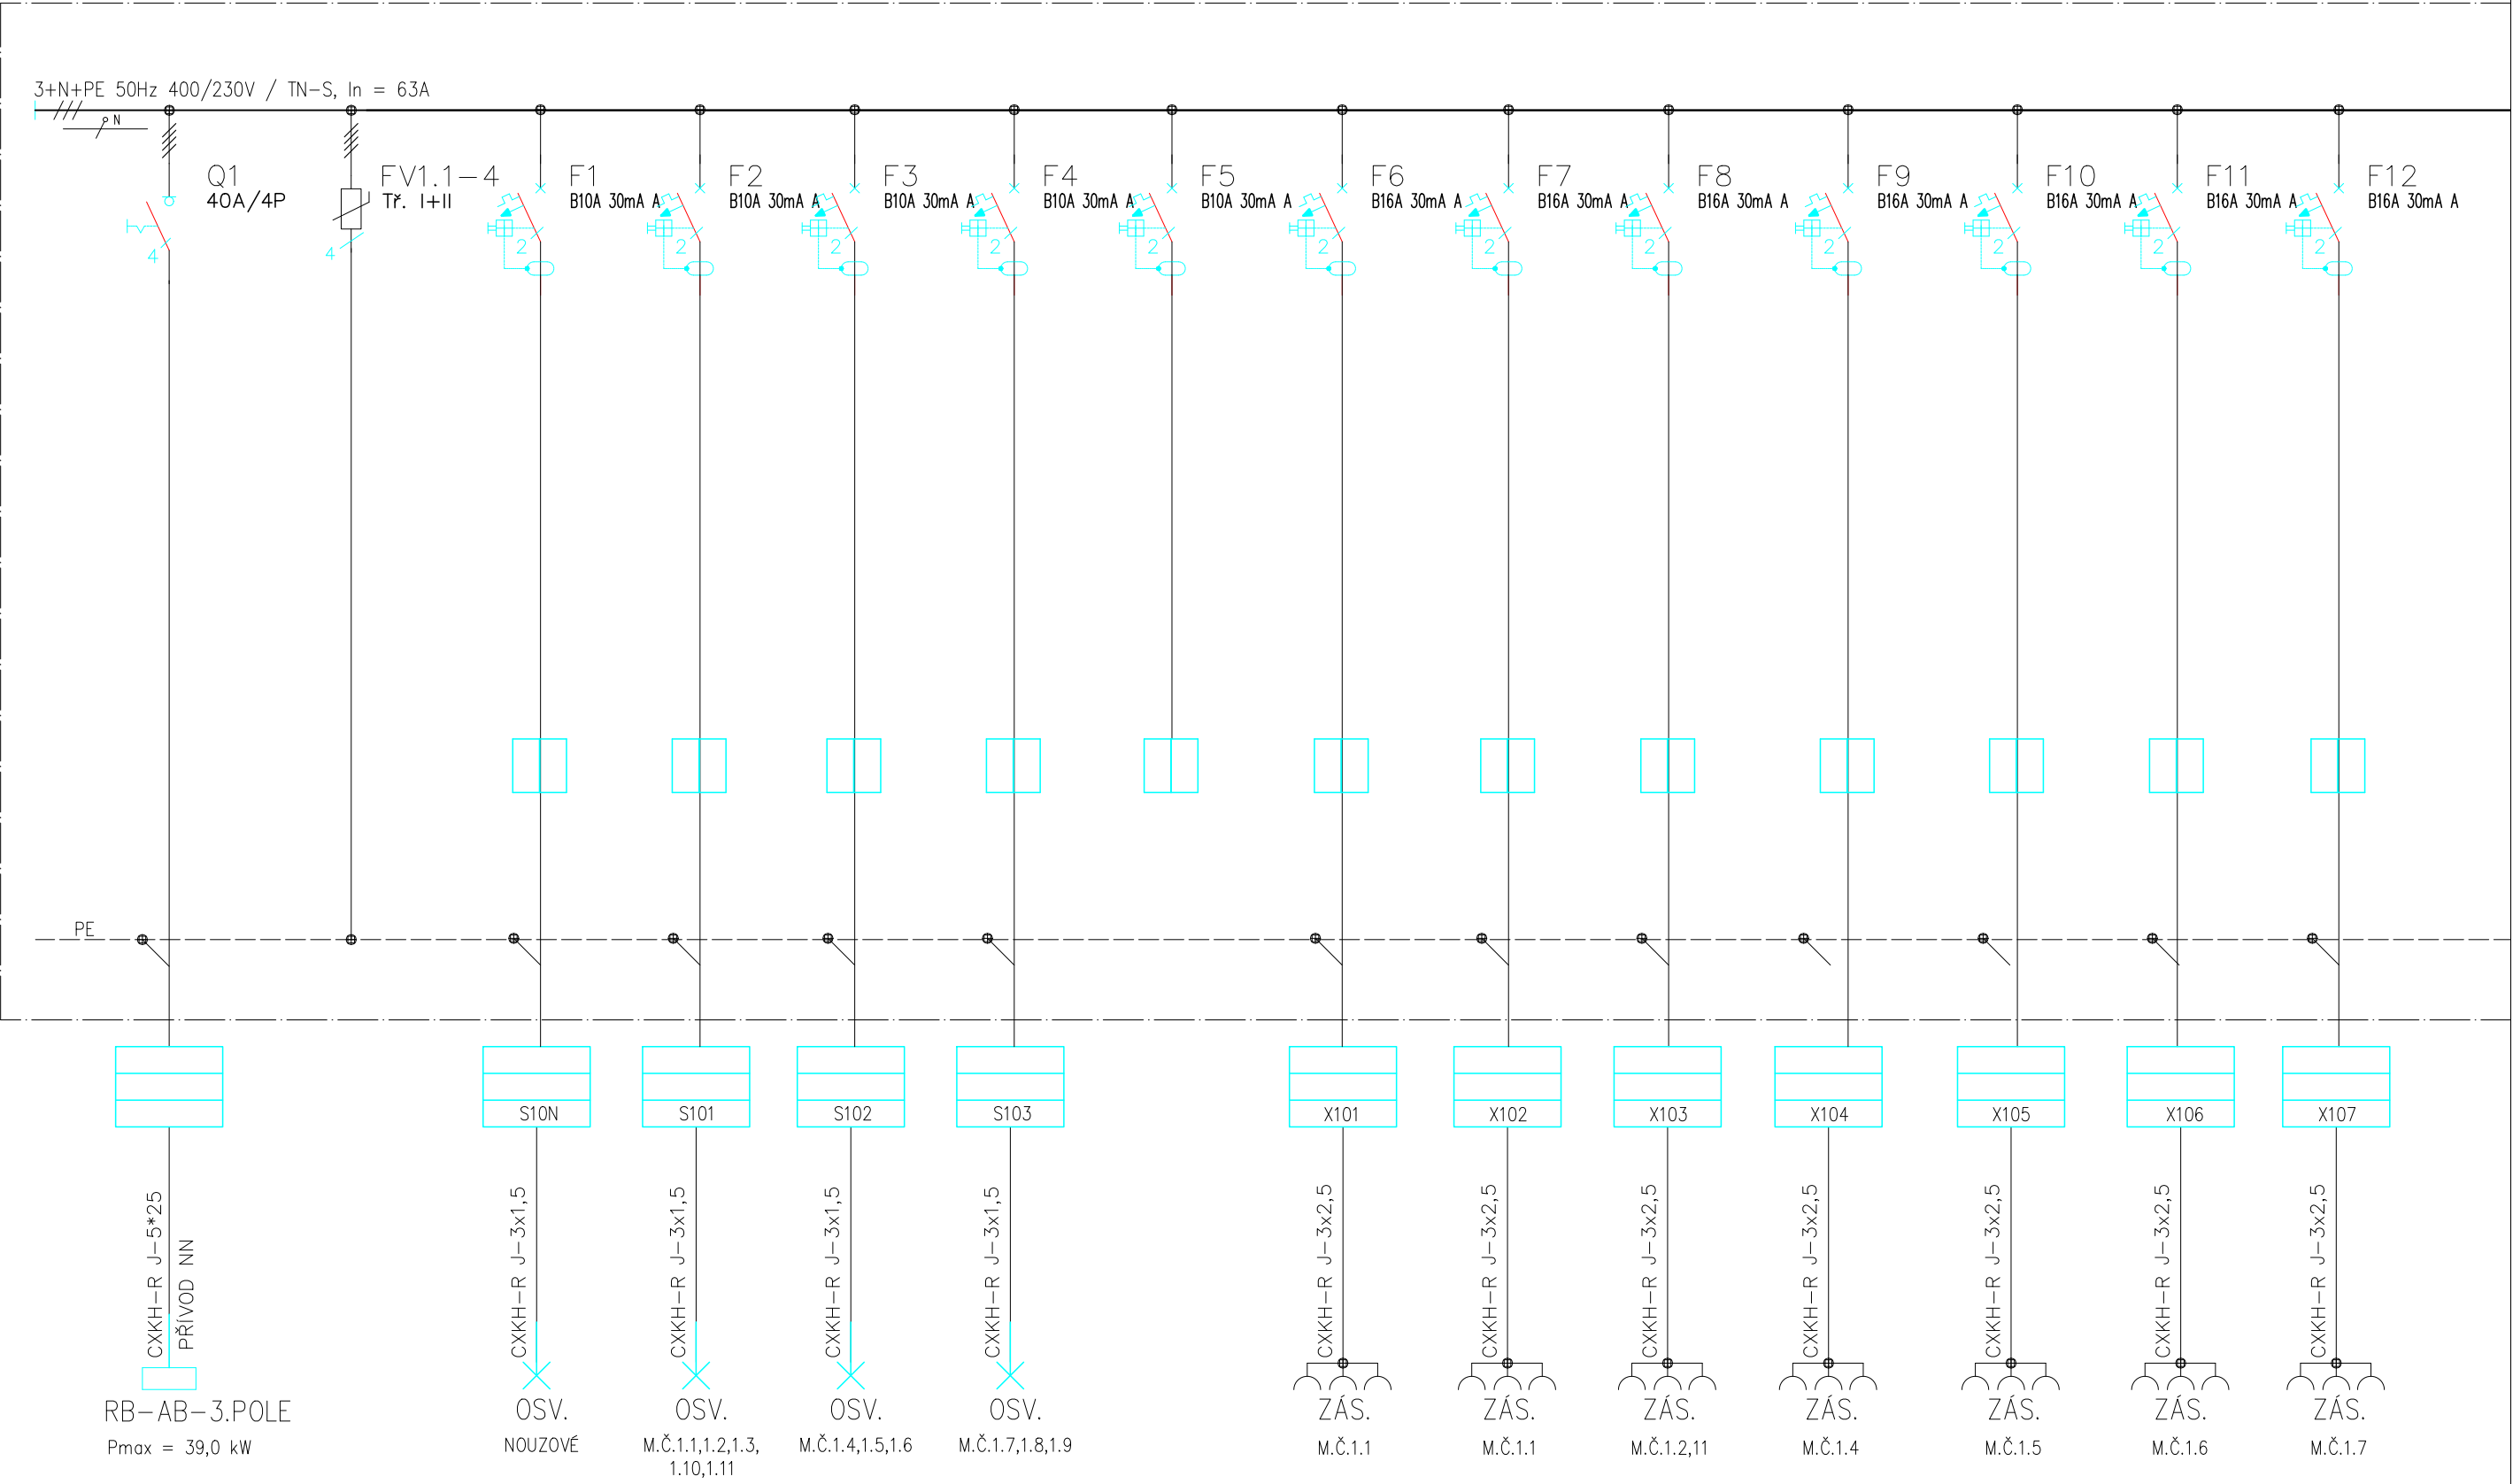 3+N+PE 50Hz 400/230V / TN-S, In = 63A
N
Q1
40A/4P
4
FV1.1-4
Tř. I+II
4
F1
B10A 30mA A
2
F2
B10A 30mA A
2
F3
B10A 30mA A
2
F4
B10A 30mA A
2
F5
B10A 30mA A
2
F6
B16A 30mA A
2
F7
B16A 30mA A
2
F8
B16A 30mA A
2
F9
B16A 30mA A
2
F10
B16A 30mA A
2
F11
B16A 30mA A
2
F12
B16A 30mA A
2
PE
S10N
S101
S102
S103
X101
X102
X103
X104
X105
X106
X107
CXKH-R J-5*25
PŘÍVOD NN
CXKH-R J-3x1,5
CXKH-R J-3x1,5
CXKH-R J-3x1,5
CXKH-R J-3x1,5
CXKH-R J-3x2,5
CXKH-R J-3x2,5
CXKH-R J-3x2,5
CXKH-R J-3x2,5
CXKH-R J-3x2,5
CXKH-R J-3x2,5
CXKH-R J-3x2,5
RB-AB-3.POLE
Pmax = 39,0 kW
OSV.
NOUZOVÉ
OSV.
M.Č.1.1,1.2,1.3,
1.10,1.11
OSV.
M.Č.1.4,1.5,1.6
OSV.
M.Č.1.7,1.8,1.9
ZÁS.
M.Č.1.1
ZÁS.
M.Č.1.1
ZÁS.
M.Č.1.2,11
ZÁS.
M.Č.1.4
ZÁS.
M.Č.1.5
ZÁS.
M.Č.1.6
ZÁS.
M.Č.1.7